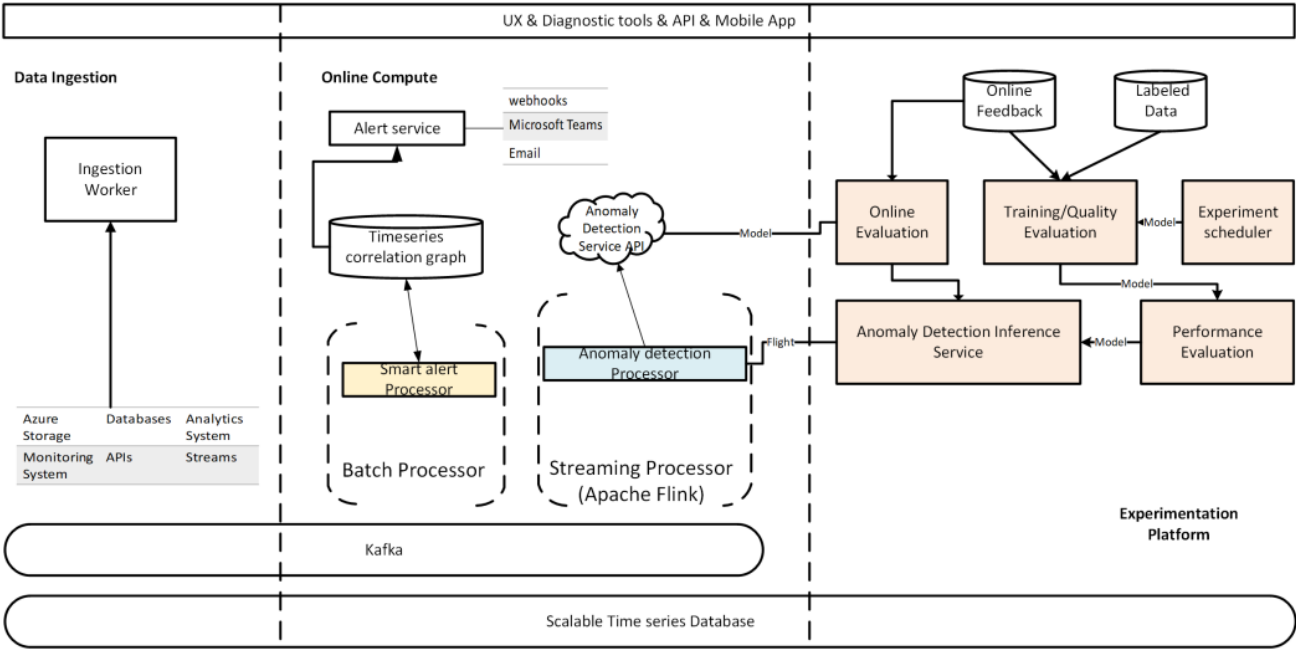 UX & Diagnostic tools & API & Mobile App
Data Ingestion
Ingestion
Worker
Azure
Storage
Databases
Analytics
System
Monitoring
System
APIs
Streams
Online Compute
Alert service
webhooks
Microsoft Teams
Email
Timeseries
correlation graph
Anomaly
Detection
Service API
Smart alert
Processor
Batch Processor
Anomaly detection
Processor
Streaming Processor
(Apache Flink)
Model
Flight
Online
Feedback
Labeled
Data
Online
Evaluation
Training/Quality
Evaluation
Model
Experiment
scheduler
Model
Anomaly Detection Inference
Service
Model
Performance
Evaluation
Experimentation
Platform
Kafka
Scalable Time series Database